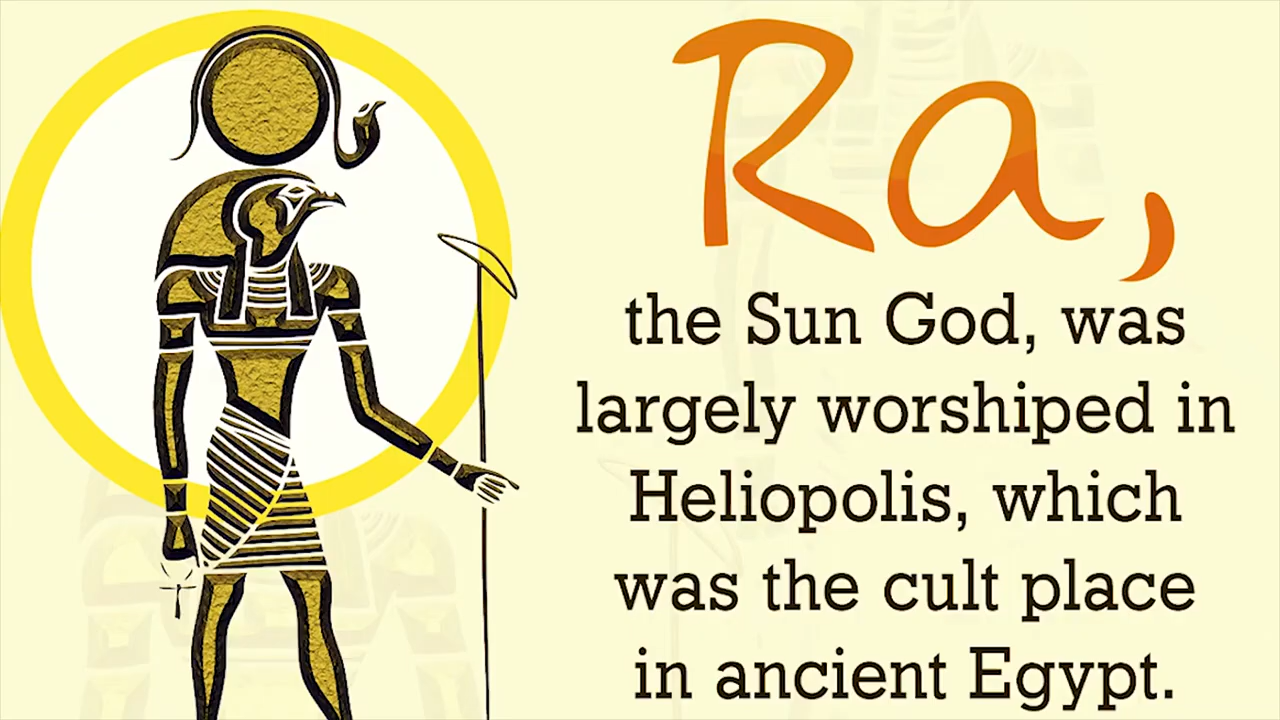 Ra,
the Sun God, was
largely worshiped in
Heliopolis, which
was the cult place
in ancient Egypt.